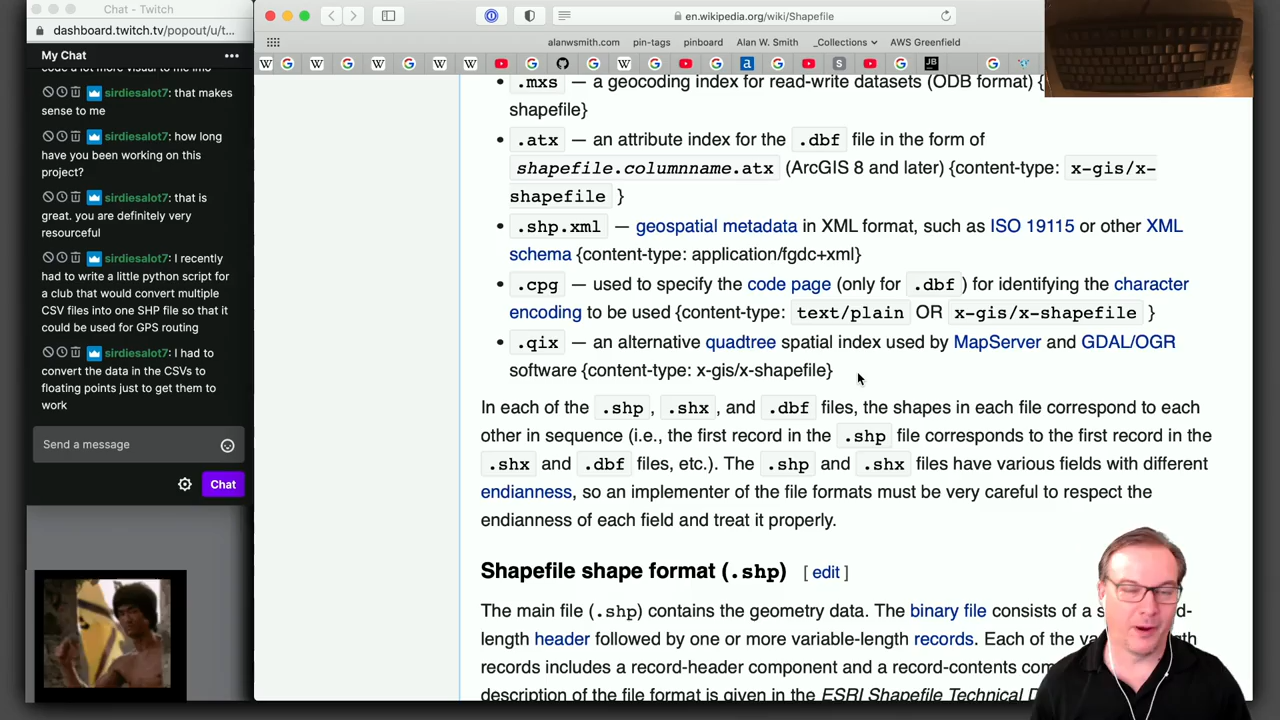 Chat - Twitch
dashboard.twitch.tv/popout/u/t...
My Chat
code a lot more visual to me imo
sirdiesalot7: that makes
sense to me
sirdiesalot7: how long
have you been working on this
project?
sirdiesalot7: that is
great. you are definitely very
resourceful
sirdiesalot7: I recently
had to write a little python script for
a club that would convert multiple
CSV files into one SHP file so that it
could be used for GPS routing
sirdiesalot7: I had to
convert the data in the CSVs to
floating points just to get them to
work
Send a message
Chat
en.wikipedia.org/wiki/Shapefile
alanwsmith.com pin-tags pinboard Alan W. Smith _Collections AWS Greenfield
.mxs — a geocoding index for read-write datasets (ODB format) {
shapefile}
.atx — an attribute index for the .dbf file in the form of
shapefile.columnname.atx (ArcGIS 8 and later) {content-type: x-gis/x-
shapefile }
.shp.xml — geospatial metadata in XML format, such as ISO 19115 or other XML
schema {content-type: application/fgdc+xml}
.cpg — used to specify the code page (only for .dbf ) for identifying the character
encoding to be used {content-type: text/plain OR x-gis/x-shapefile }
.qix — an alternative quadtree spatial index used by MapServer and GDAL/OGR
software {content-type: x-gis/x-shapefile}
In each of the .shp , .shx , and .dbf files, the shapes in each file correspond to each
other in sequence (i.e., the first record in the .shp file corresponds to the first record in the
.shx and .dbf files, etc.). The .shp and .shx files have various fields with different
endianness, so an implementer of the file formats must be very careful to respect the
endianness of each field and treat it properly.
Shapefile shape format (.shp) [ edit ]
The main file (.shp) contains the geometry data. The binary file consists of a s d-
length header followed by one or more variable-length records. Each of the va th
records includes a record-header component and a record-contents com
description of the file format is given in the ESRI Shapefile Technical D